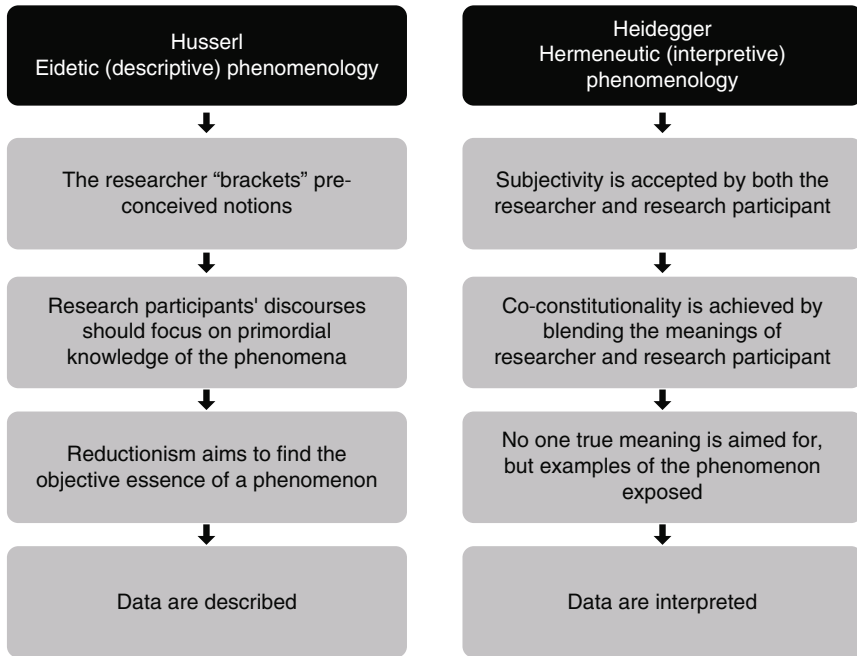 Husserl
Eidetic (descriptive) phenomenology
The researcher “brackets” pre-
conceived notions
Research participants' discourses
should focus on primordial
knowledge of the phenomena
Reductionism aims to find the
objective essence of a phenomenon
Data are described
Heidegger
Hermeneutic (interpretive)
phenomenology
Subjectivity is accepted by both the
researcher and research participant
Co-constitutionality is achieved by
blending the meanings of
researcher and research participant
No one true meaning is aimed for,
but examples of the phenomenon
exposed
Data are interpreted